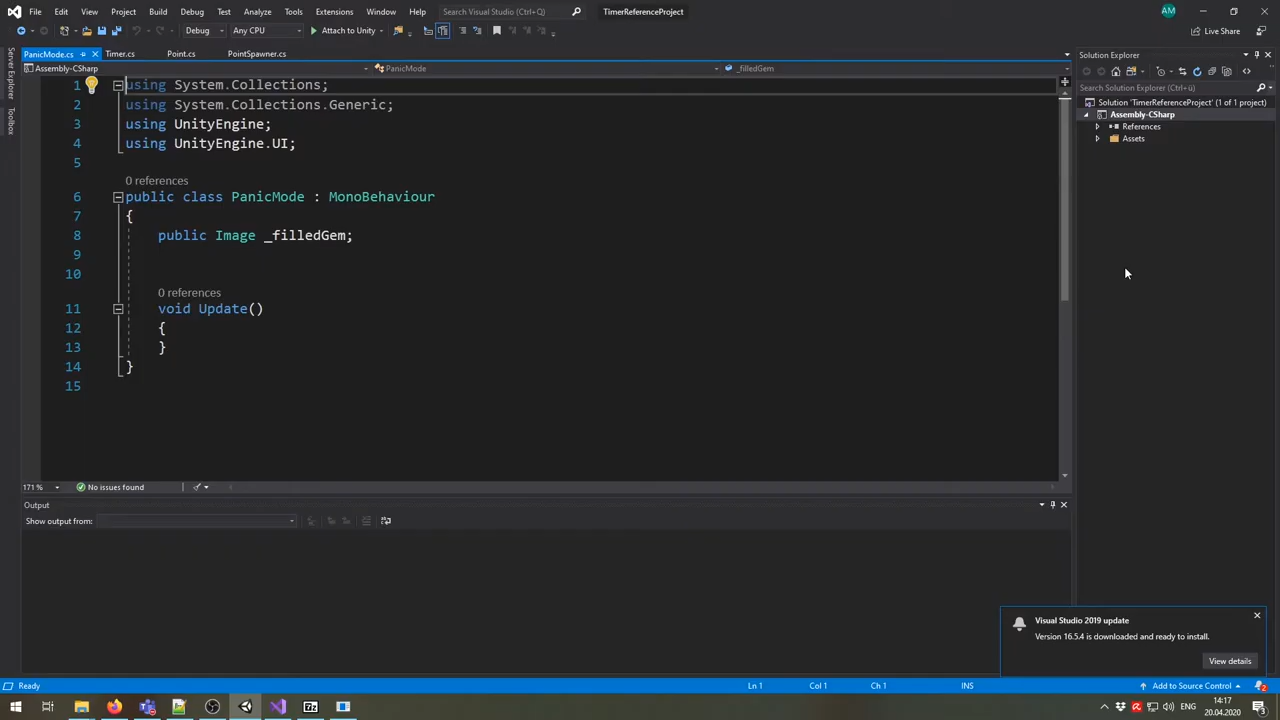 File Edit View Project Build Debug Test Analyze Tools Extensions Window Help Search Visual Studio (Ctrl+Q) TimerReferenceProject AM
Debug Any CPU Attach to Unity Live Share
PanicMode.cs Timer.cs Point.cs PointSpawner.cs
Assembly-CSharp PanicMode _filledGem
Server Explorer
Toolbox
1 using System.Collections;
2 using System.Collections.Generic;
3 using UnityEngine;
4 using UnityEngine.UI;
5
0 references
6 public class PanicMode : MonoBehaviour
7 {
8 public Image _filledGem;
9
10
0 references
11 void Update()
12 {
13 }
14 }
15
171 % No issues found
Output
Show output from:
Solution Explorer
Search Solution Explorer (Ctrl+ü)
Solution 'TimerReferenceProject' (1 of 1 project)
Assembly-CSharp
References
Assets
Visual Studio 2019 update
Version 16.5.4 is downloaded and ready to install.
View details
Ready Ln 1 Col 1 Ch 1 INS Add to Source Control 2
7z ENG 14:17
20.04.2020 3